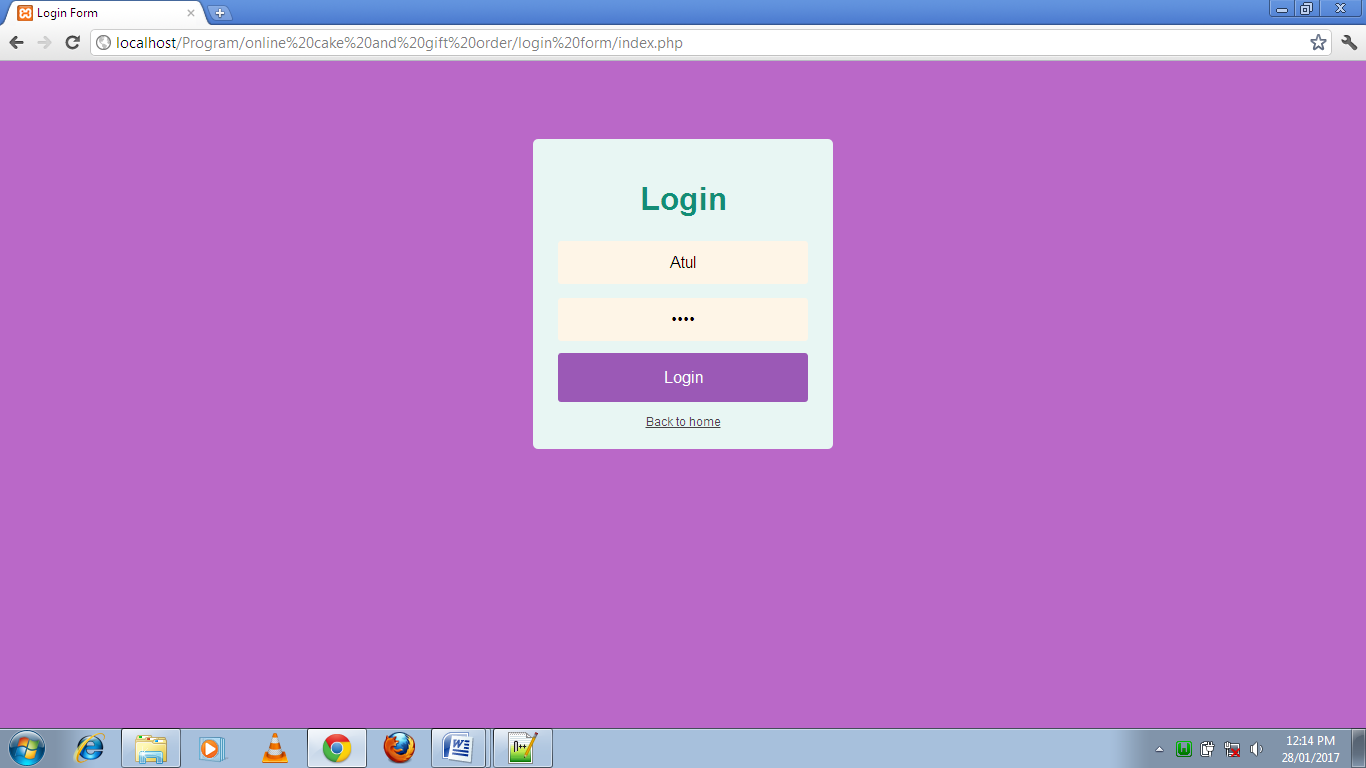 Login Form
localhost/Program/online%20cake%20and%20gift%20order/login%20form/index.php
Login
Atul
••••
Login
Back to home
12:14 PM
28/01/2017